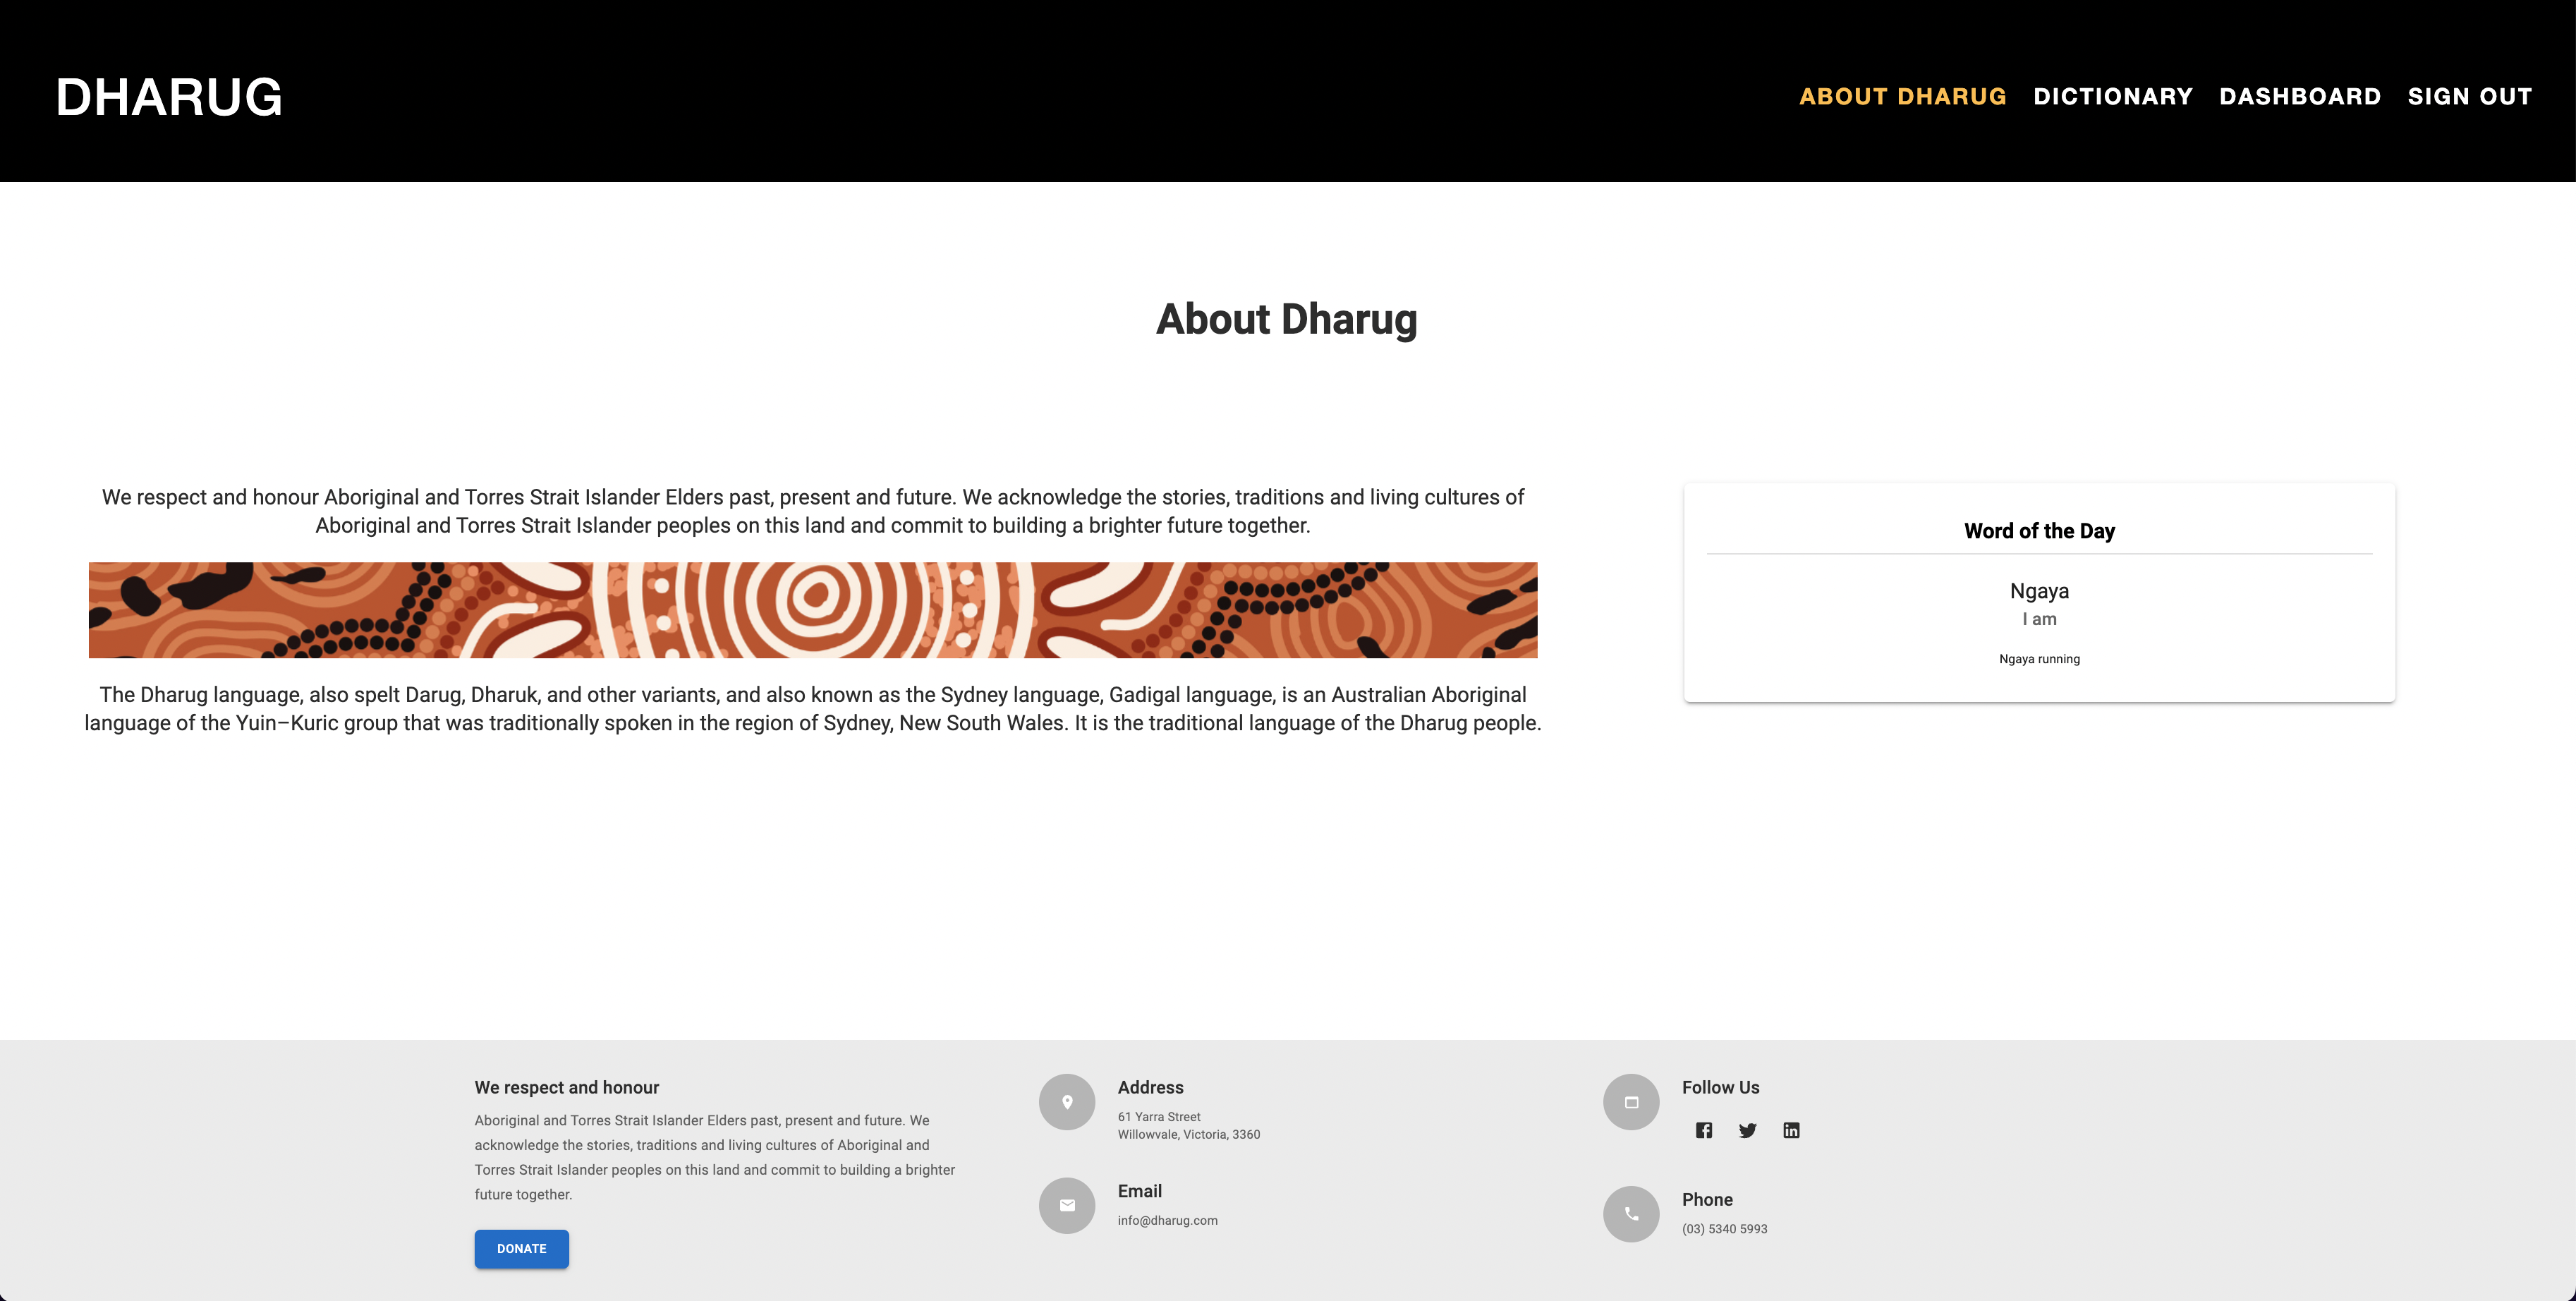 DHARUG
ABOUT DHARUG DICTIONARY DASHBOARD SIGN OUT
About Dharug
We respect and honour Aboriginal and Torres Strait Islander Elders past, present and future. We acknowledge the stories, traditions and living cultures of
Aboriginal and Torres Strait Islander peoples on this land and commit to building a brighter future together.
The Dharug language, also spelt Darug, Dharuk, and other variants, and also known as the Sydney language, Gadigal language, is an Australian Aboriginal
language of the Yuin–Kuric group that was traditionally spoken in the region of Sydney, New South Wales. It is the traditional language of the Dharug people.
Word of the Day
Ngaya
I am
Ngaya running
We respect and honour
Aboriginal and Torres Strait Islander Elders past, present and future. We
acknowledge the stories, traditions and living cultures of Aboriginal and
Torres Strait Islander peoples on this land and commit to building a brighter
future together.
DONATE
Address
61 Yarra Street
Willowvale, Victoria, 3360
Email
info@dharug.com
Follow Us
Phone
(03) 5340 5993